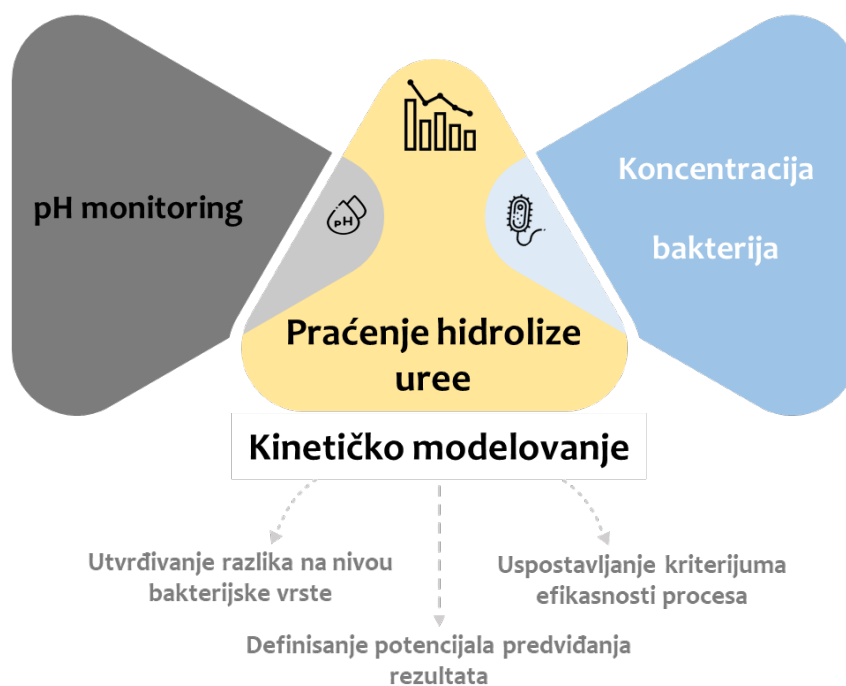 pH monitoring
pH
Koncentracija
bakterija
Praćenje hidrolize
uree
Kinetičko modelovanje
Utvrđivanje razlika na nivou
bakterijske vrste
Uspostavljanje kriterijuma
efikasnosti procesa
Definisanje potencijala predviđanja
rezultata